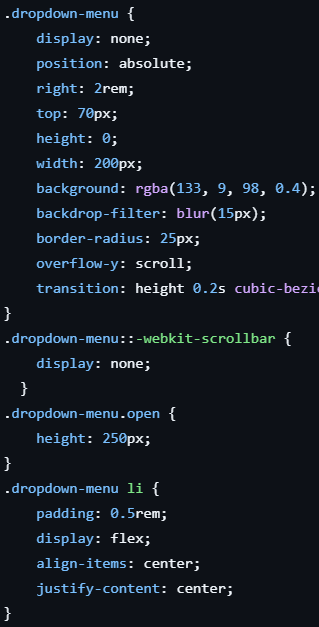 .dropdown-menu {
    display: none;
    position: absolute;
    right: 2rem;
    top: 70px;
    height: 0;
    width: 200px;
    background: rgba(133, 9, 98, 0.4);
    backdrop-filter: blur(15px);
    border-radius: 25px;
    overflow-y: scroll;
    transition: height 0.2s cubic-bezie
}
.dropdown-menu::-webkit-scrollbar {
    display: none;
  }
.dropdown-menu.open {
    height: 250px;
}
.dropdown-menu li {
    padding: 0.5rem;
    display: flex;
    align-items: center;
    justify-content: center;
}